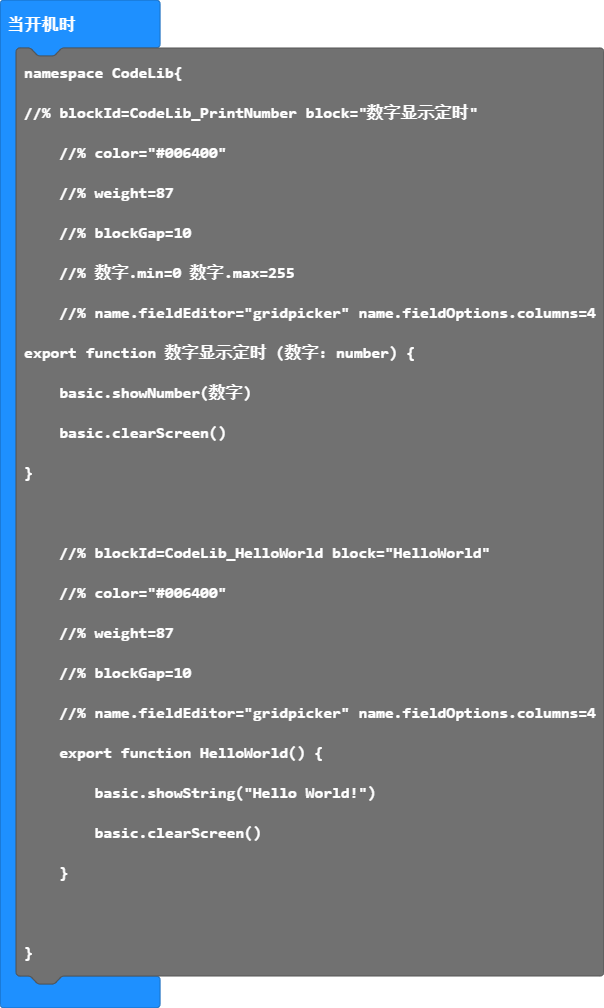 当开机时
namespace CodeLib{
//% blockId=CodeLib_PrintNumber block="数字显示定时"
//% color="#006400"
//% weight=87
//% blockGap=10
//% 数字.min=0 数字.max=255
//% name.fieldEditor="gridpicker" name.fieldOptions.columns=4
export function 数字显示定时 (数字: number) {
basic.showNumber(数字)
basic.clearScreen()
}
//% blockId=CodeLib_HelloWorld block="HelloWorld"
//% color="#006400"
//% weight=87
//% blockGap=10
//% name.fieldEditor="gridpicker" name.fieldOptions.columns=4
export function HelloWorld() {
basic.showString("Hello World!")
basic.clearScreen()
}
}